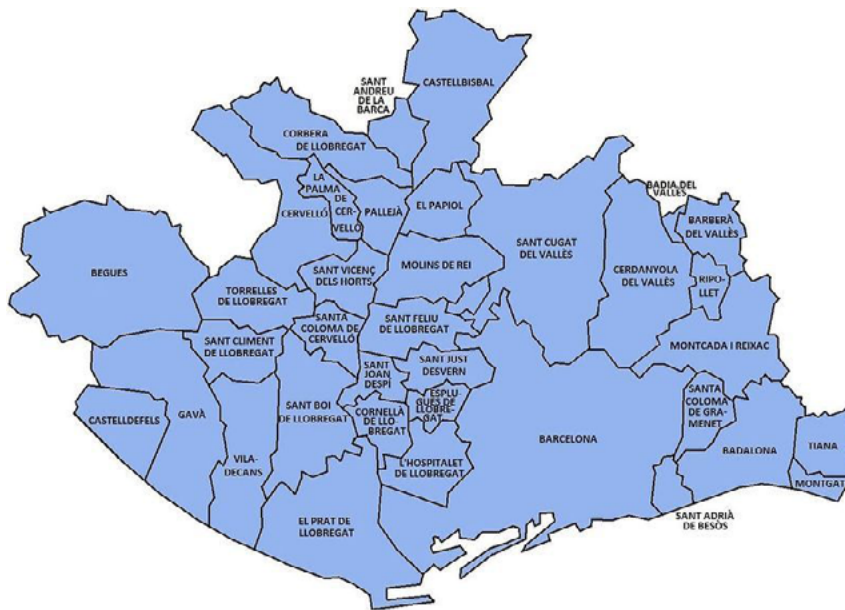 CASTELLBISBAL
SANT
ANDREU
DE LA
BARCA
CORBERA
DE LLOBREGAT
LA
PALMA
DE
CER-
VELLÓ
CERVELLÓ
PALLEJÀ
EL PAPIOL
BADIA DEL
VALLÈS
BARBERÀ
DEL VALLÈS
SANT CUGAT
DEL VALLÈS
CERDANYOLA
DEL VALLÈS
RIPO-
LLET
BEGUES
TORRELLES
DE LLOBREGAT
SANT VICENÇ
DELS HORTS
MOLINS DE REI
SANT CLIMENT
DE LLOBREGAT
SANTA
COLOMA DE
CERVELLÓ
SANT FELIU
DE LLOBREGAT
MONTCADA I REIXAC
SANT
JOAN
DESPÍ
SANT JUST
DESVERN
ESPLU-
GUES DE
LLOBRE-
GAT
SANTA
COLOMA
DE GRA-
MENET
CASTELLDEFELS
GAVÀ
SANT BOI
DE LLOBREGAT
CORNELLÀ
DE LLO-
BREGAT
BARCELONA
BADALONA
TIANA
VILA-
DECANS
L'HOSPITALET
DE LLOBREGAT
MONTGAT
EL PRAT DE
LLOBREGAT
SANT ADRIÀ
DE BESÒS